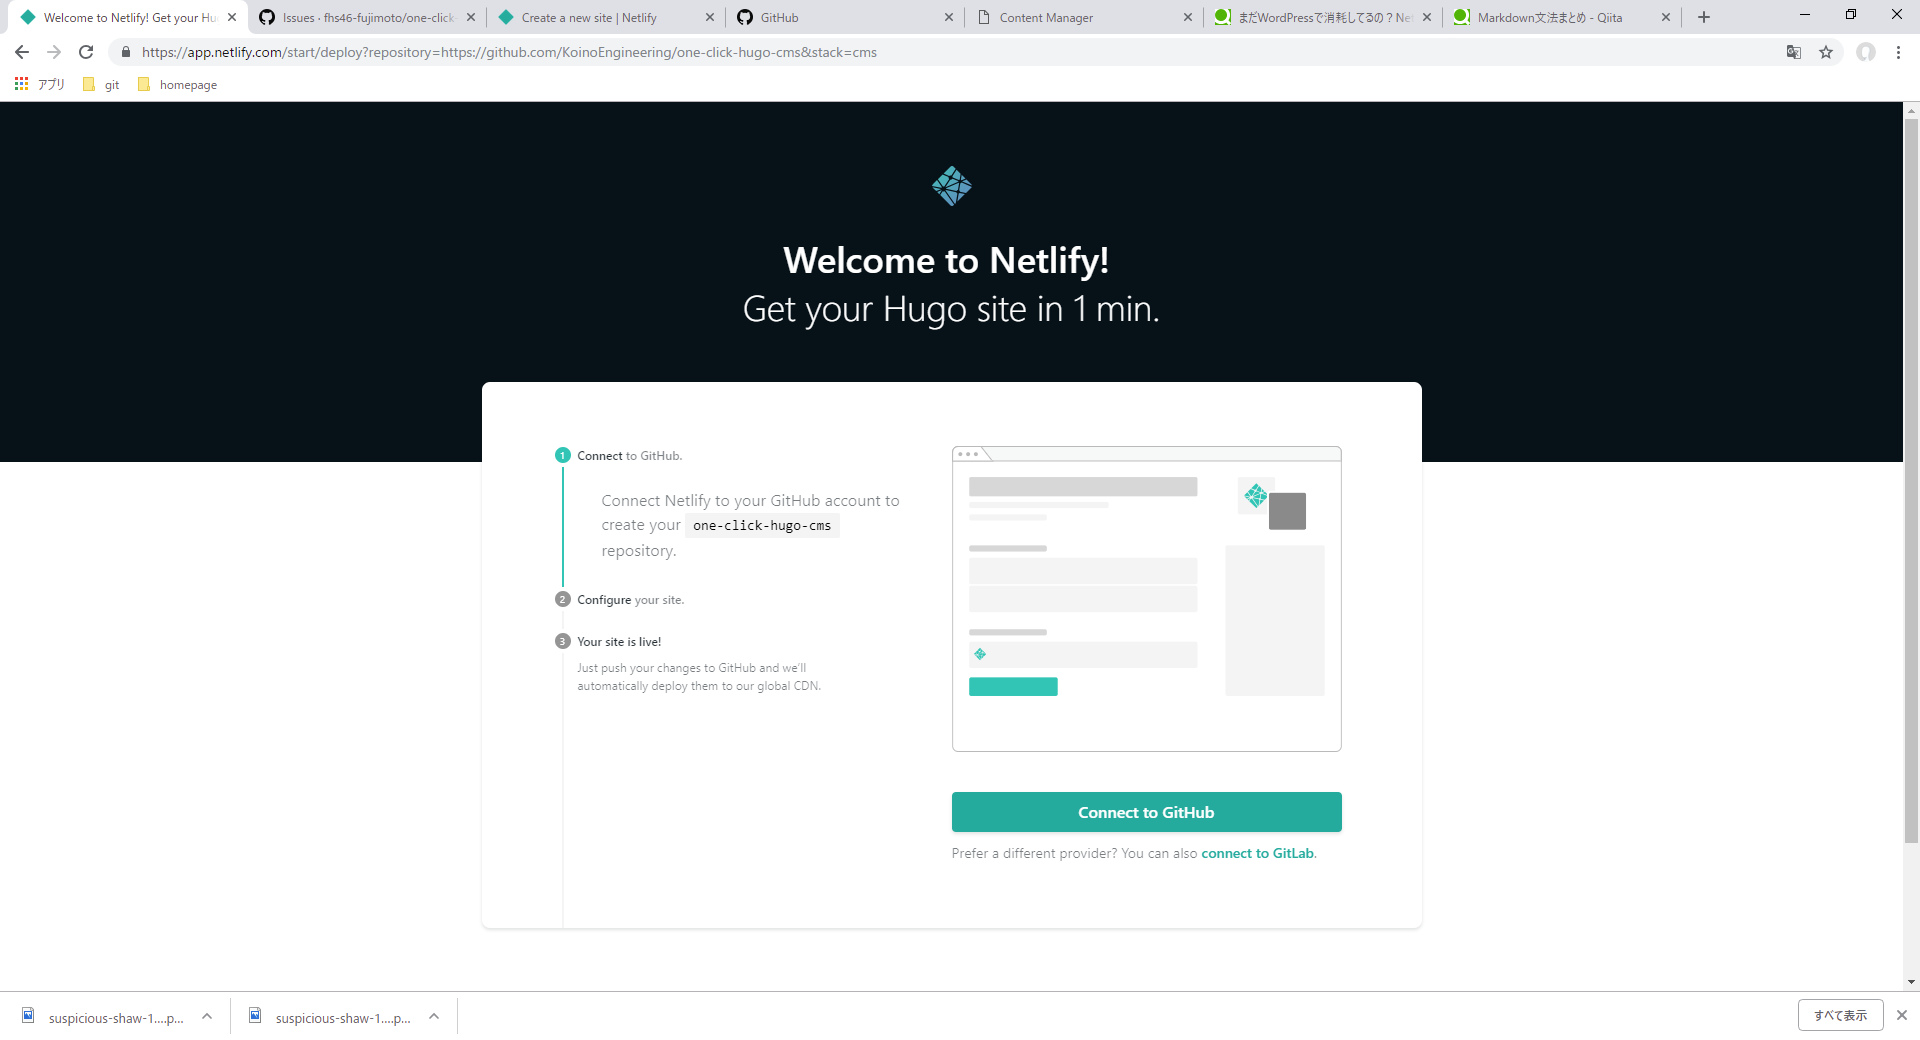 Welcome to Netlify! Get your Hu
Issues · fhs46-fujimoto/one-click
Create a new site | Netlify
GitHub
Content Manager
まだWordPressで消耗してるの？Net
Markdown文法まとめ - Qiita
https://app.netlify.com/start/deploy?repository=https://github.com/KoinoEngineering/one-click-hugo-cms&stack=cms
アプリ
git
homepage
Welcome to Netlify!
Get your Hugo site in 1 min.
1 Connect to GitHub.
Connect Netlify to your GitHub account to
create your one-click-hugo-cms
repository.
2 Configure your site.
3 Your site is live!
Just push your changes to GitHub and we’ll
automatically deploy them to our global CDN.
Connect to GitHub
Prefer a different provider? You can also connect to GitLab.
suspicious-shaw-1....p...
suspicious-shaw-1....p...
すべて表示